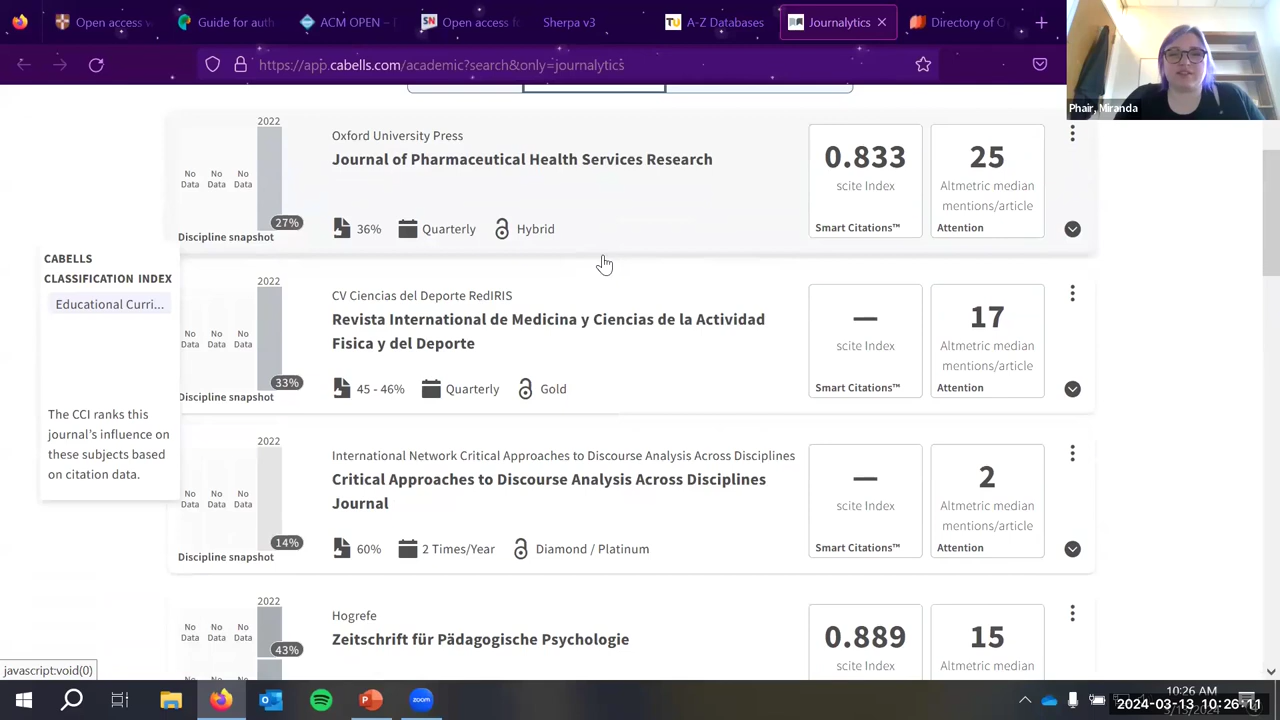 Open access
Guide for auth
ACM OPEN –
SN
Open access fo
Sherpa v3
TU
A-Z Databases
Journalytics
Directory of O
https://app.cabells.com/academic?search&only=journalytics
Phair, Miranda
2022
No Data
No Data
No Data
27%
Discipline snapshot
Oxford University Press
Journal of Pharmaceutical Health Services Research
36%
Quarterly
Hybrid
0.833
scite Index
Smart Citations™
25
Altmetric median
mentions/article
Attention
CABELLS
CLASSIFICATION INDEX
Educational Curri...
The CCI ranks this
journal's influence on
these subjects based
on citation data.
2022
No Data
No Data
No Data
33%
Discipline snapshot
CV Ciencias del Deporte RedIRIS
Revista International de Medicina y Ciencias de la Actividad
Fisica y del Deporte
45 - 46%
Quarterly
Gold
—
scite Index
Smart Citations™
17
Altmetric median
mentions/article
Attention
2022
No Data
No Data
No Data
14%
Discipline snapshot
International Network Critical Approaches to Discourse Analysis Across Disciplines
Critical Approaches to Discourse Analysis Across Disciplines
Journal
60%
2 Times/Year
Diamond / Platinum
—
scite Index
Smart Citations™
2
Altmetric median
mentions/article
Attention
2022
No Data
No Data
No Data
43%
Hogrefe
Zeitschrift für Pädagogische Psychologie
0.889
scite Index
15
Altmetric median
javascript:void(0)
10:26 AM
2024-03-13 10:26:11